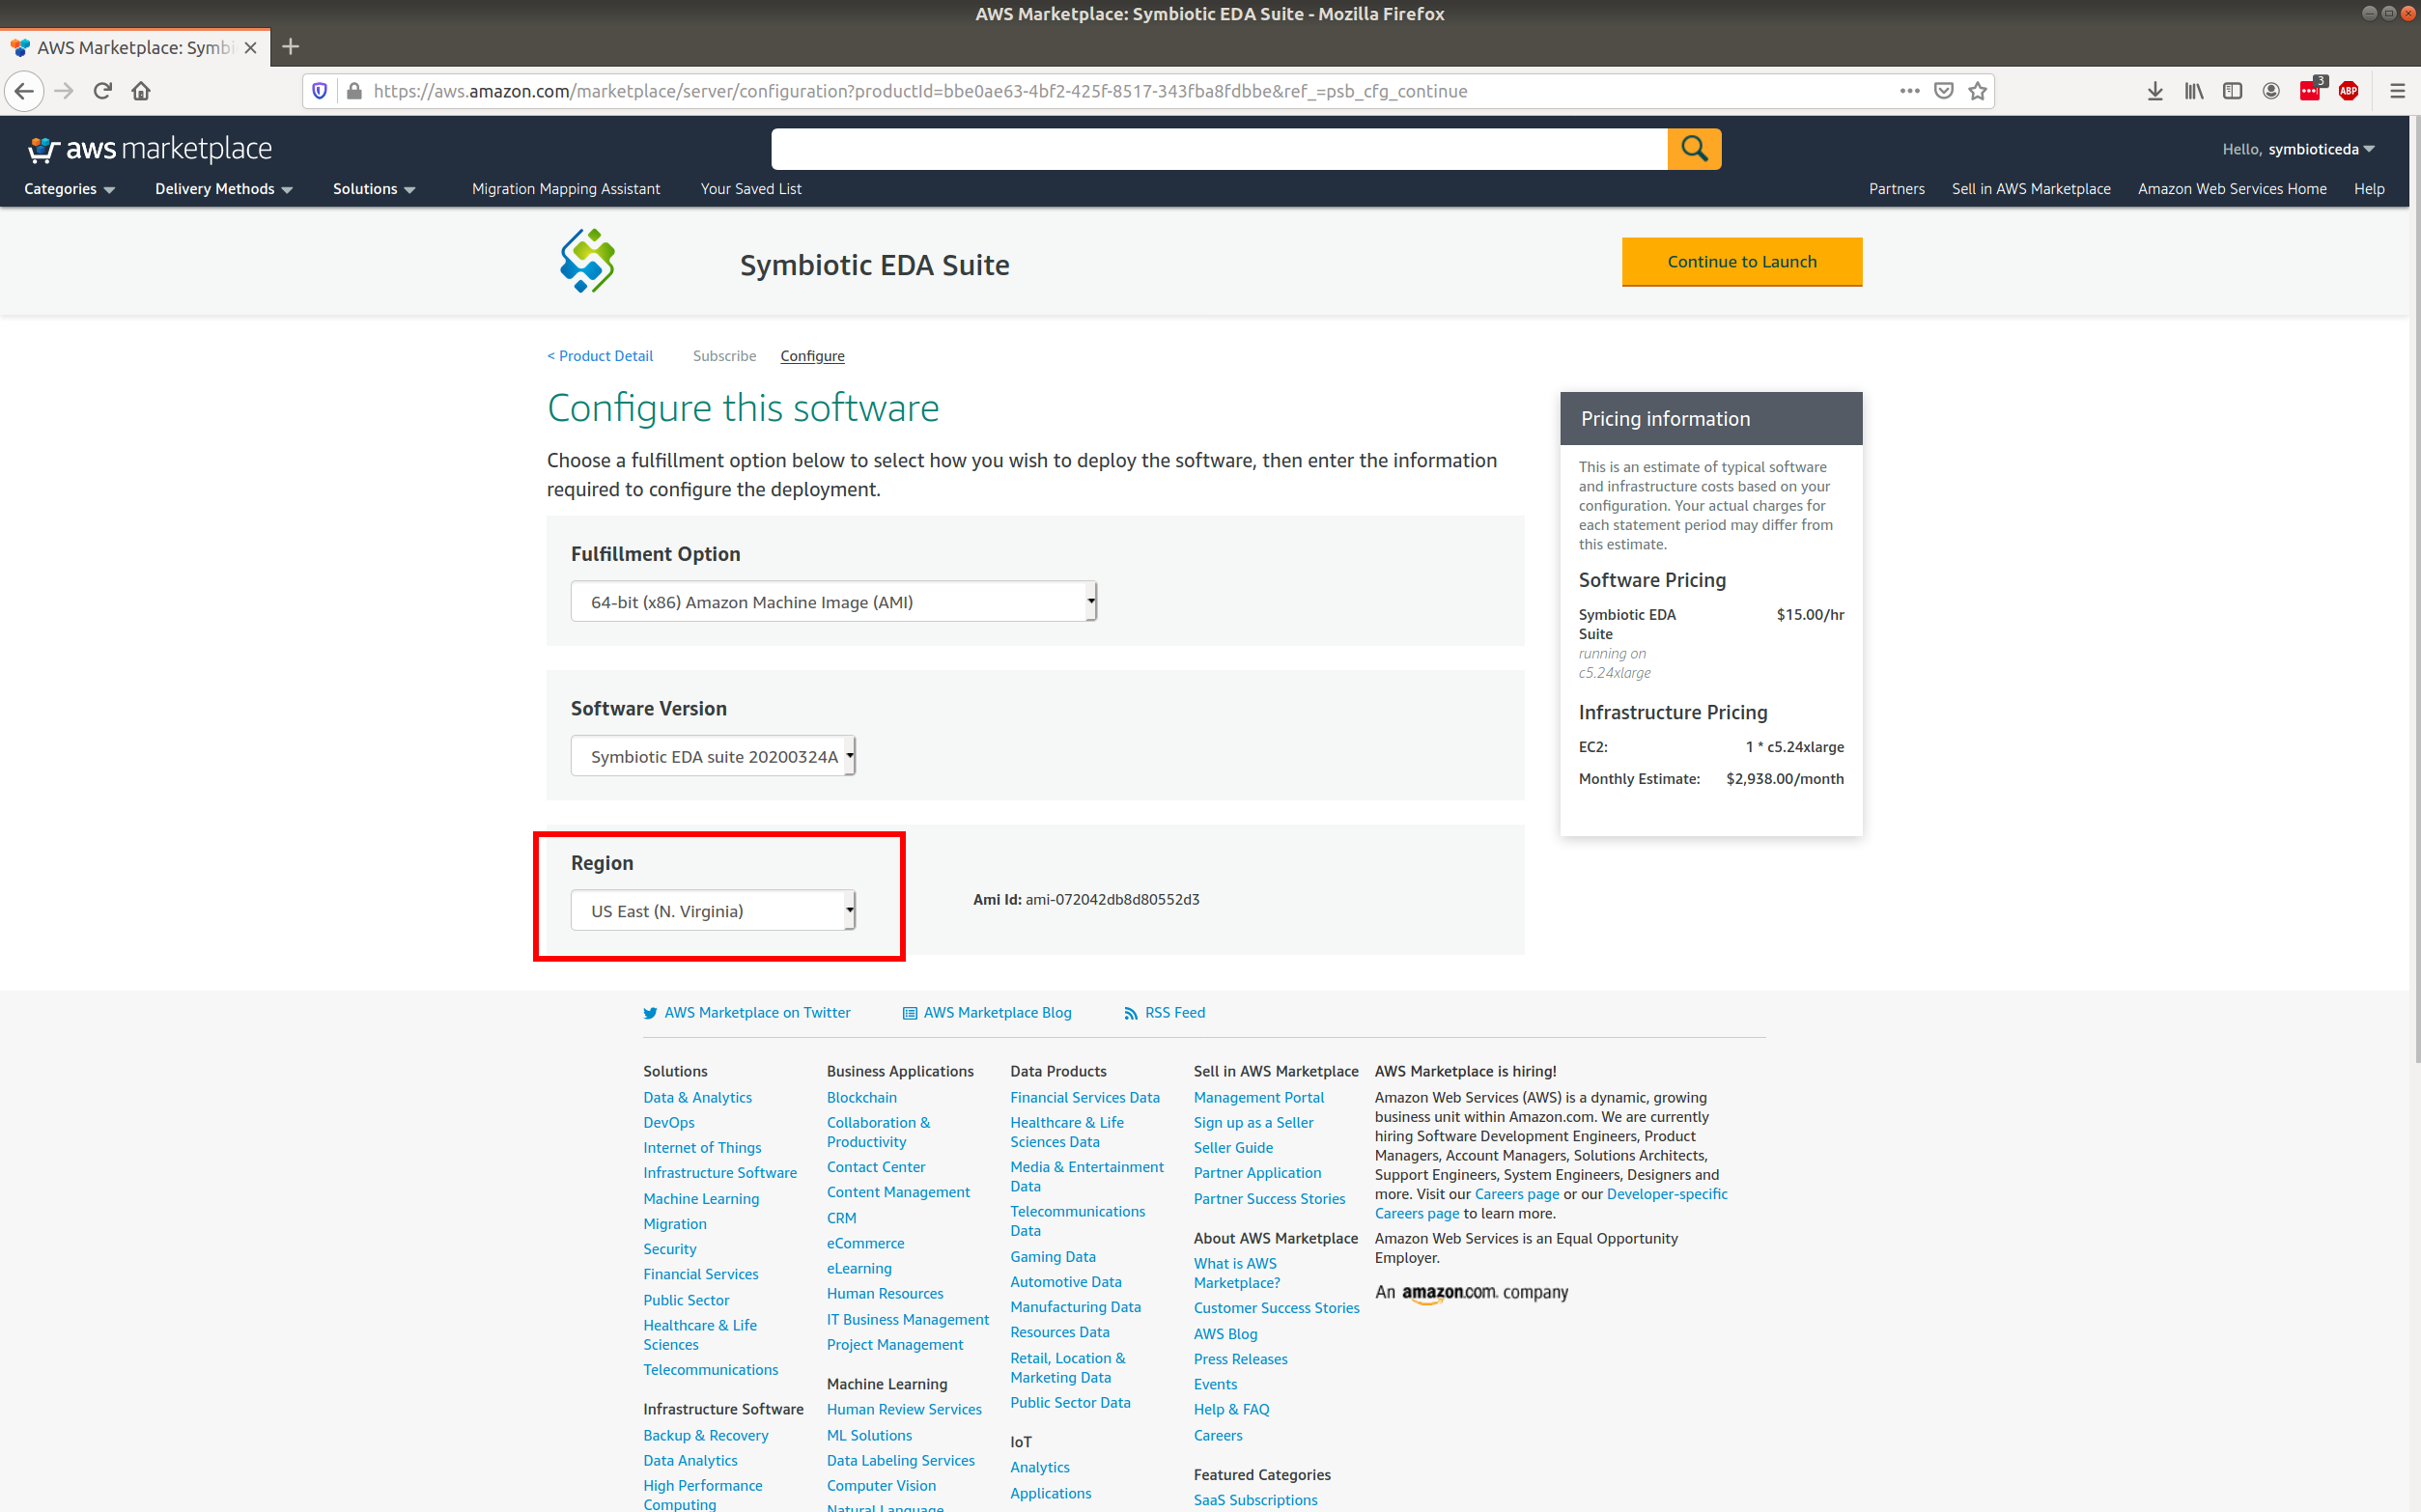 AWS Marketplace: Symbiotic EDA Suite - Mozilla Firefox
AWS Marketplace: Symbi
https://aws.amazon.com/marketplace/server/configuration?productId=bbe0ae63-4bf2-425f-8517-343fba8fdbbe&ref_=psb_cfg_continue
3
ABP
aws marketplace
Hello, symbioticeda
Categories Delivery Methods Solutions Migration Mapping Assistant Your Saved List Partners Sell in AWS Marketplace Amazon Web Services Home Help
Symbiotic EDA Suite
Continue to Launch
< Product Detail Subscribe Configure
Configure this software
Choose a fulfillment option below to select how you wish to deploy the software, then enter the information
required to configure the deployment.
Fulfillment Option
64-bit (x86) Amazon Machine Image (AMI)
Software Version
Symbiotic EDA suite 20200324A
Region
US East (N. Virginia)
Ami Id: ami-072042db8d80552d3
Pricing information
This is an estimate of typical software
and infrastructure costs based on your
configuration. Your actual charges for
each statement period may differ from
this estimate.
Software Pricing
Symbiotic EDA $15.00/hr
Suite
running on
c5.24xlarge
Infrastructure Pricing
EC2: 1 * c5.24xlarge
Monthly Estimate: $2,938.00/month
AWS Marketplace on Twitter AWS Marketplace Blog RSS Feed
Solutions
Data & Analytics
DevOps
Internet of Things
Infrastructure Software
Machine Learning
Migration
Security
Financial Services
Public Sector
Healthcare & Life
Sciences
Telecommunications
Infrastructure Software
Backup & Recovery
Data Analytics
High Performance
Computing
Business Applications
Blockchain
Collaboration &
Productivity
Contact Center
Content Management
CRM
eCommerce
eLearning
Human Resources
IT Business Management
Project Management
Machine Learning
Human Review Services
ML Solutions
Data Labeling Services
Computer Vision
Natural Language
Data Products
Financial Services Data
Healthcare & Life
Sciences Data
Media & Entertainment
Data
Telecommunications
Data
Gaming Data
Automotive Data
Manufacturing Data
Resources Data
Retail, Location &
Marketing Data
Public Sector Data
IoT
Analytics
Applications
Sell in AWS Marketplace
Management Portal
Sign up as a Seller
Seller Guide
Partner Application
Partner Success Stories
About AWS Marketplace
What is AWS
Marketplace?
Customer Success Stories
AWS Blog
Press Releases
Events
Help & FAQ
Careers
Featured Categories
SaaS Subscriptions
AWS Marketplace is hiring!
Amazon Web Services (AWS) is a dynamic, growing
business unit within Amazon.com. We are currently
hiring Software Development Engineers, Product
Managers, Account Managers, Solutions Architects,
Support Engineers, System Engineers, Designers and
more. Visit our Careers page or our Developer-specific
Careers page to learn more.
Amazon Web Services is an Equal Opportunity
Employer.
An amazon.com. company